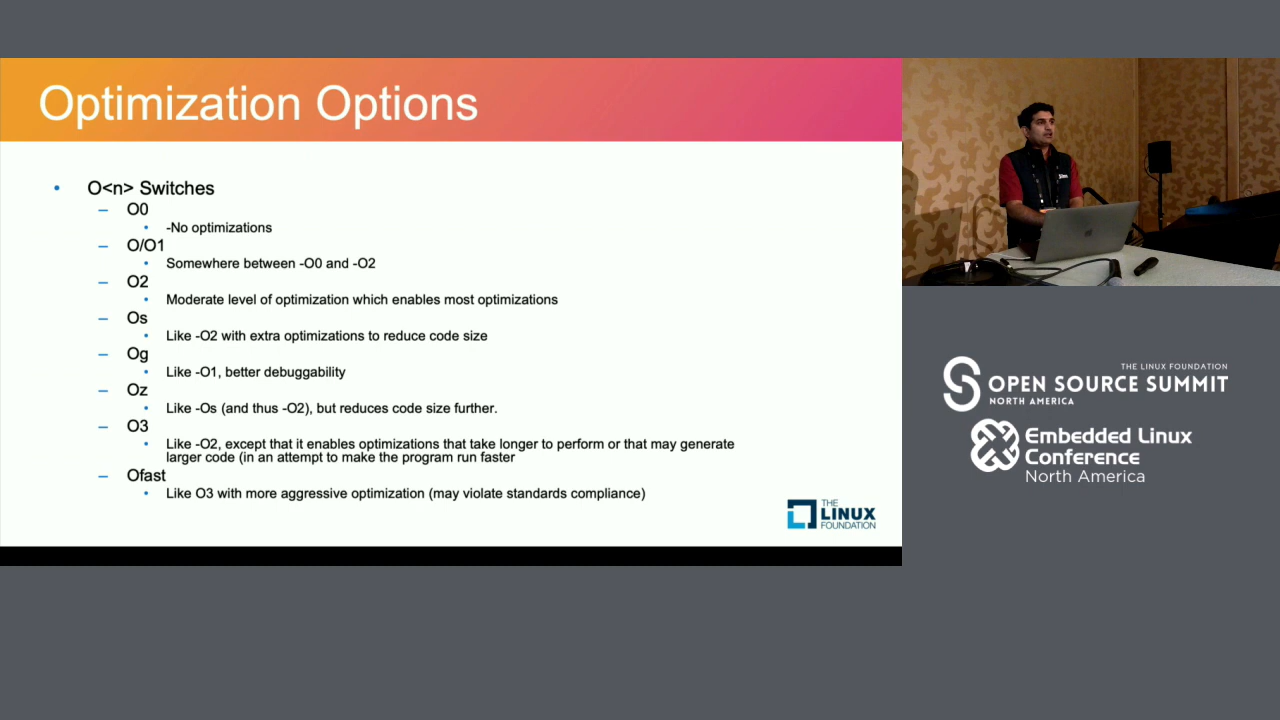 Optimization Options
• O<n> Switches
– O0
• -No optimizations
– O/O1
• Somewhere between -O0 and -O2
– O2
• Moderate level of optimization which enables most optimizations
– Os
• Like -O2 with extra optimizations to reduce code size
– Og
• Like -O1, better debuggability
– Oz
• Like -Os (and thus -O2), but reduces code size further.
– O3
• Like -O2, except that it enables optimizations that take longer to perform or that may generate
larger code (in an attempt to make the program run faster
– Ofast
• Like O3 with more aggressive optimization (may violate standards compliance)
THE
LINUX
FOUNDATION
THE LINUX FOUNDATION
OPEN SOURCE SUMMIT
NORTH AMERICA
Embedded Linux
Conference
North America